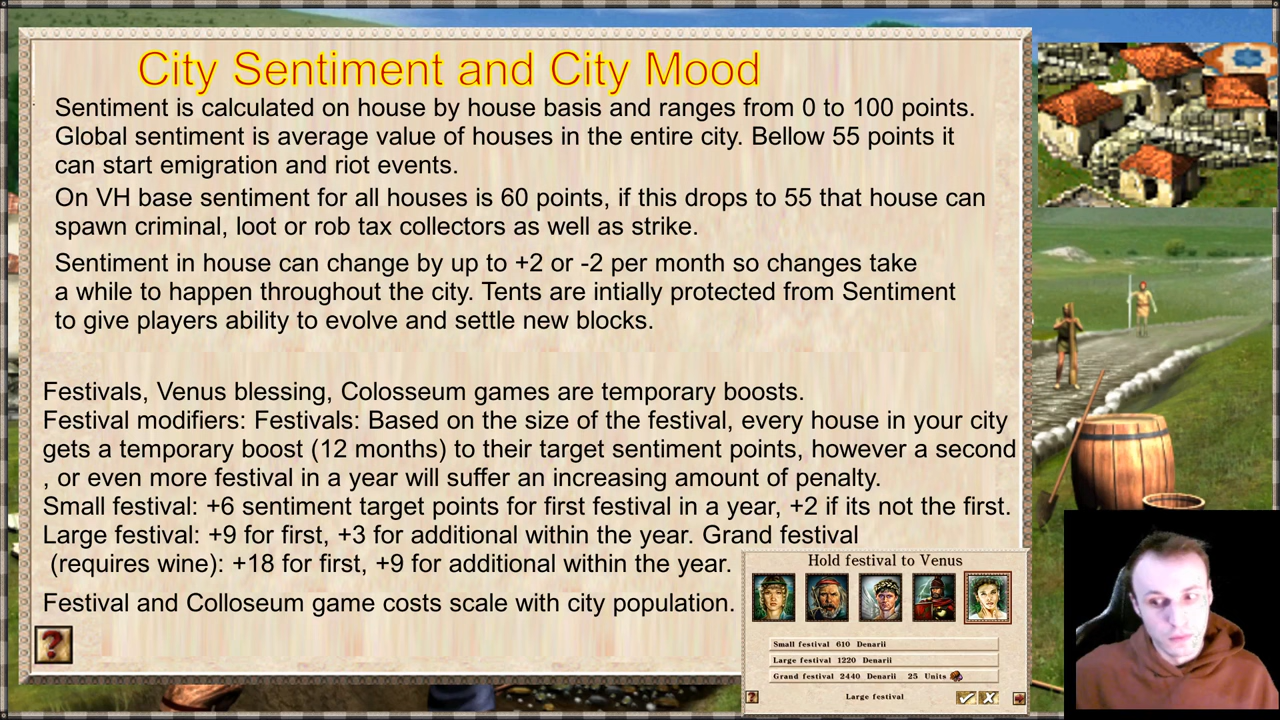 City Sentiment and City Mood
Sentiment is calculated on house by house basis and ranges from 0 to 100 points.
Global sentiment is average value of houses in the entire city. Bellow 55 points it
can start emigration and riot events.
On VH base sentiment for all houses is 60 points, if this drops to 55 that house can
spawn criminal, loot or rob tax collectors as well as strike.
Sentiment in house can change by up to +2 or -2 per month so changes take
a while to happen throughout the city. Tents are intially protected from Sentiment
to give players ability to evolve and settle new blocks.
Festivals, Venus blessing, Colosseum games are temporary boosts.
Festival modifiers: Festivals: Based on the size of the festival, every house in your city
gets a temporary boost (12 months) to their target sentiment points, however a second
, or even more festival in a year will suffer an increasing amount of penalty.
Small festival: +6 sentiment target points for first festival in a year, +2 if its not the first.
Large festival: +9 for first, +3 for additional within the year. Grand festival
(requires wine): +18 for first, +9 for additional within the year.
Festival and Colloseum game costs scale with city population.
?
Hold festival to Venus
Small festival 610 Denarii
Large festival 1220 Denarii
Grand festival 2440 Denarii 25 Units
? Large festival